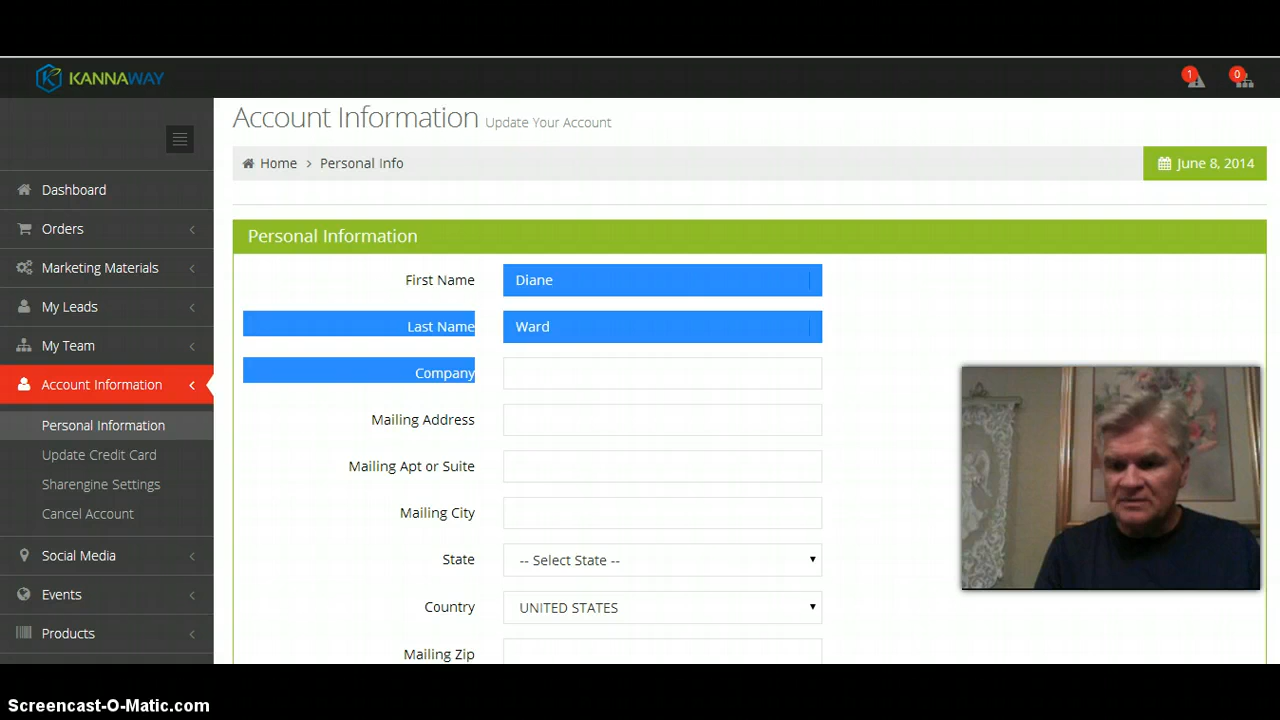 KANNAWAY
1
0
Account Information Update Your Account
Home > Personal Info
June 8, 2014
Dashboard
Orders
Marketing Materials
My Leads
My Team
Account Information
Personal Information
Update Credit Card
Sharengine Settings
Cancel Account
Social Media
Events
Products
Personal Information
First Name Diane
Last Name Ward
Company
Mailing Address
Mailing Apt or Suite
Mailing City
State -- Select State --
Country UNITED STATES
Mailing Zip
Screencast-O-Matic.com